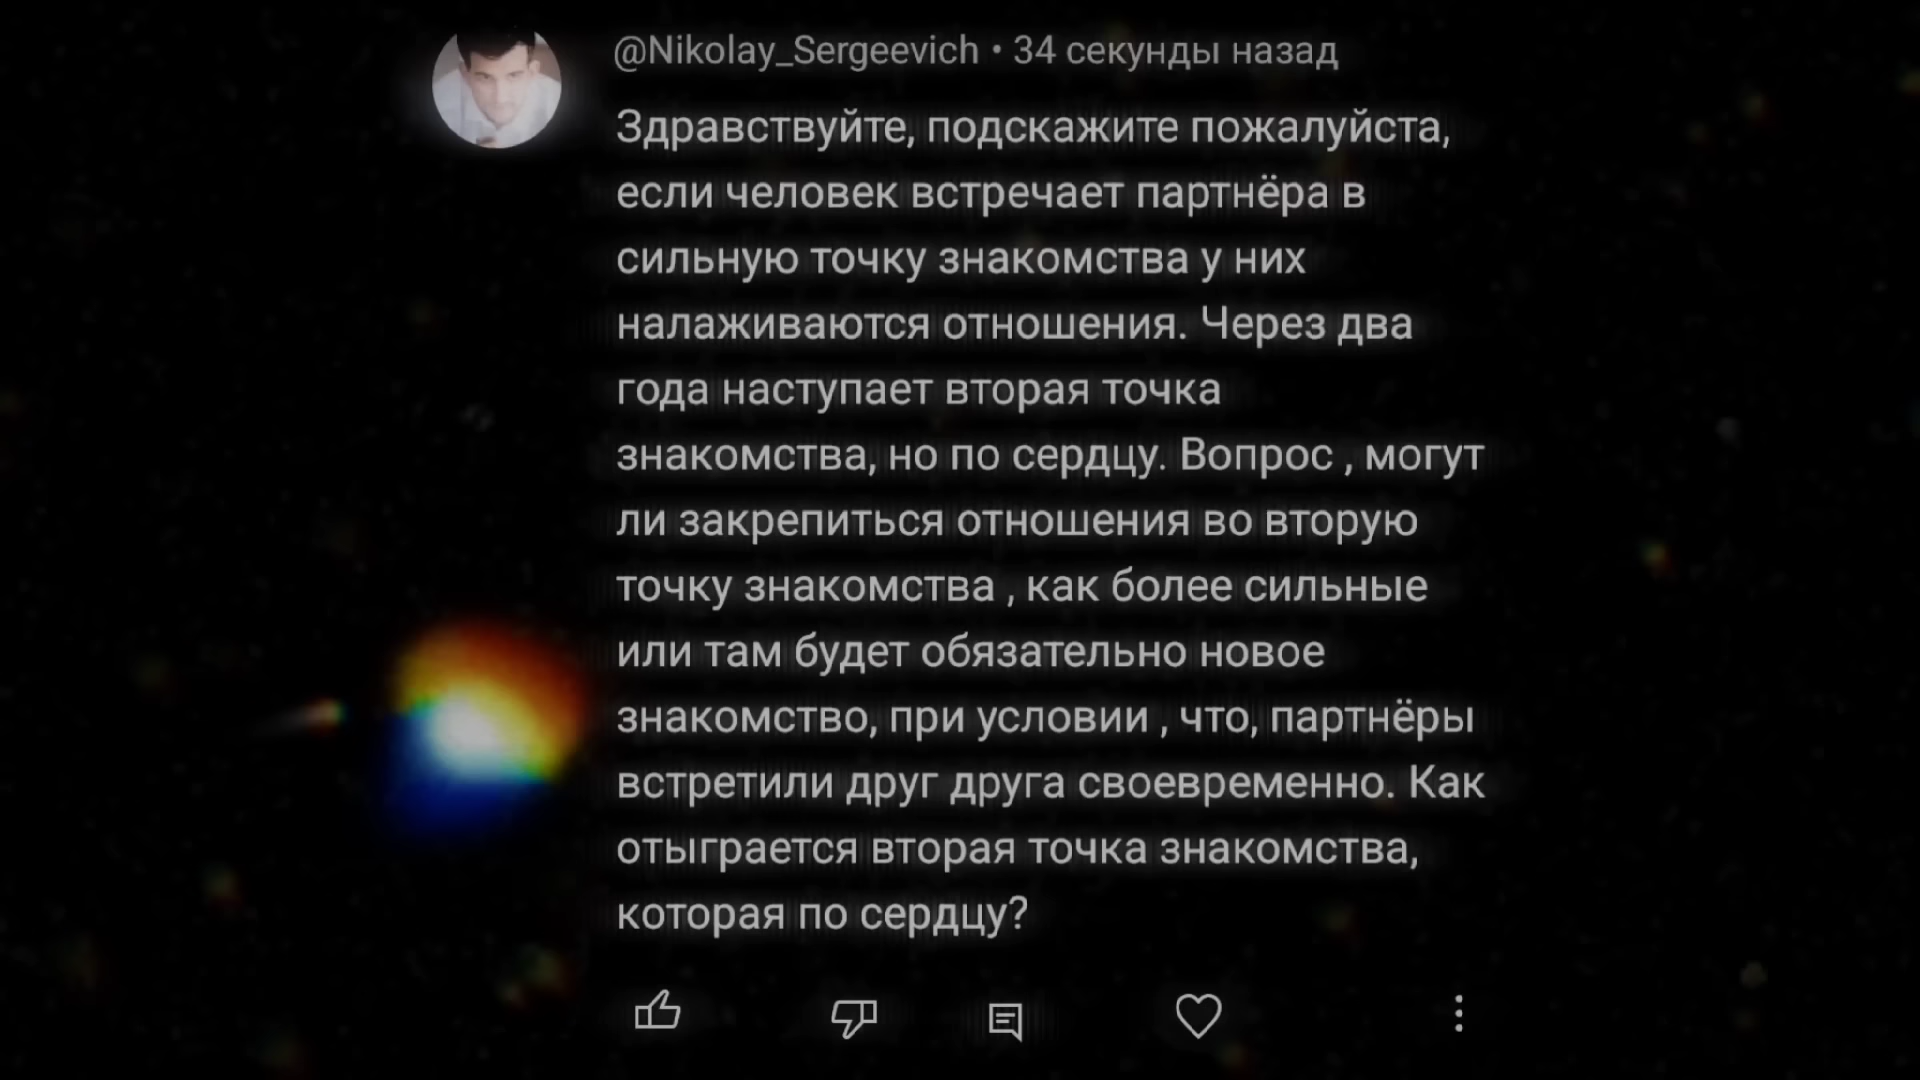 @Nikolay_Sergeevich • 34 секунды назад
Здравствуйте, подскажите пожалуйста,
если человек встречает партнёра в
сильную точку знакомства у них
налаживаются отношения. Через два
года наступает вторая точка
знакомства, но по сердцу. Вопрос , могут
ли закрепиться отношения во вторую
точку знакомства , как более сильные
или там будет обязательно новое
знакомство, при условии , что, партнёры
встретили друг друга своевременно. Как
отыграется вторая точка знакомства,
которая по сердцу?